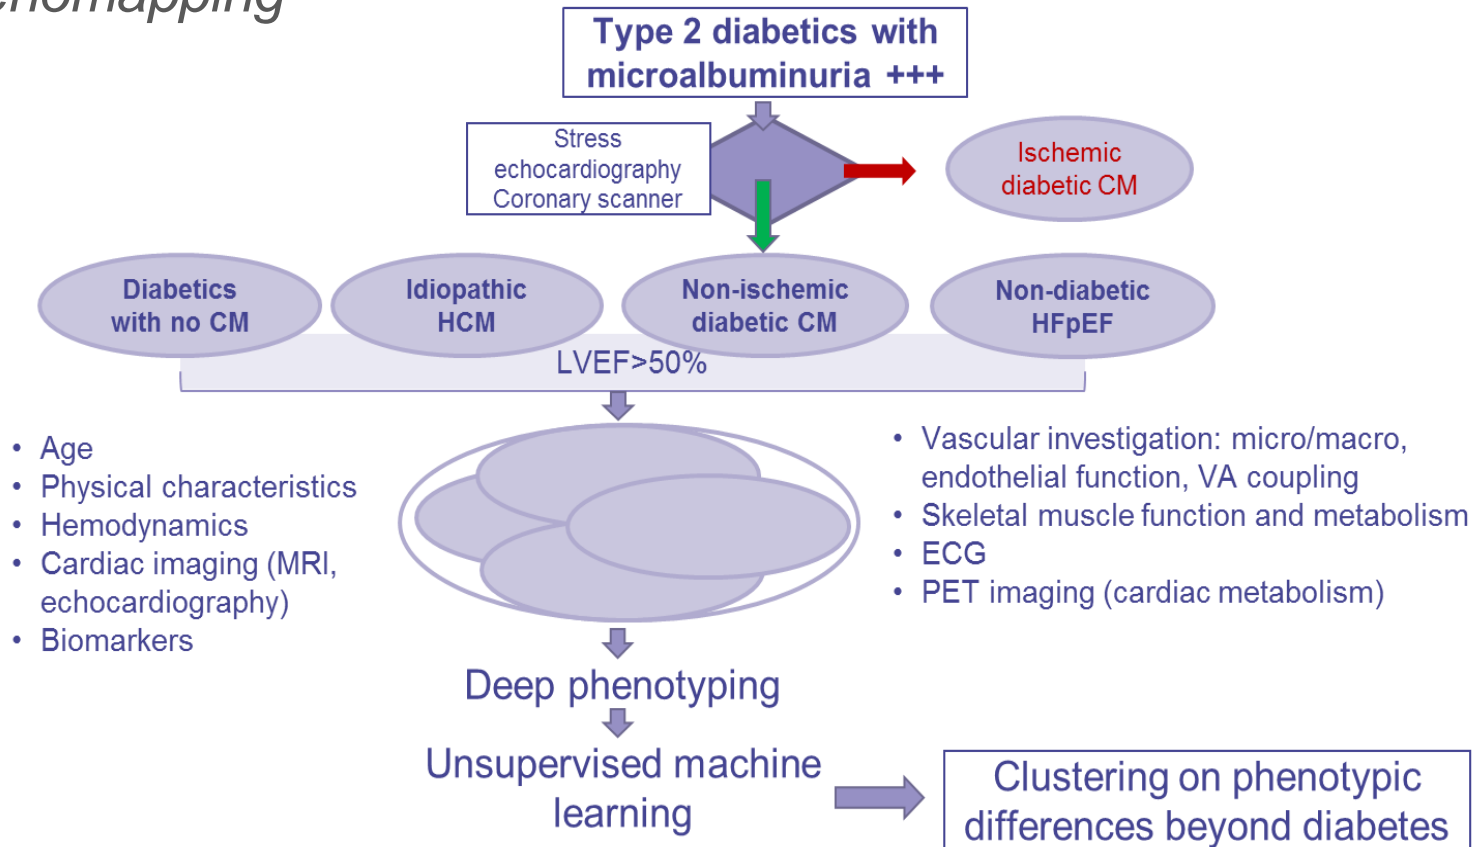 enomapping
Type 2 diabetics with
microalbuminuria +++
Stress
echocardiography
Coronary scanner
Ischemic
diabetic CM
Diabetics
with no CM
Idiopathic
HCM
Non-ischemic
diabetic CM
Non-diabetic
HFpEF
LVEF>50%
• Age
• Physical characteristics
• Hemodynamics
• Cardiac imaging (MRI,
echocardiography)
• Biomarkers
• Vascular investigation: micro/macro,
endothelial function, VA coupling
• Skeletal muscle function and metabolism
• ECG
• PET imaging (cardiac metabolism)
Deep phenotyping
Unsupervised machine
learning
Clustering on phenotypic
differences beyond diabetes